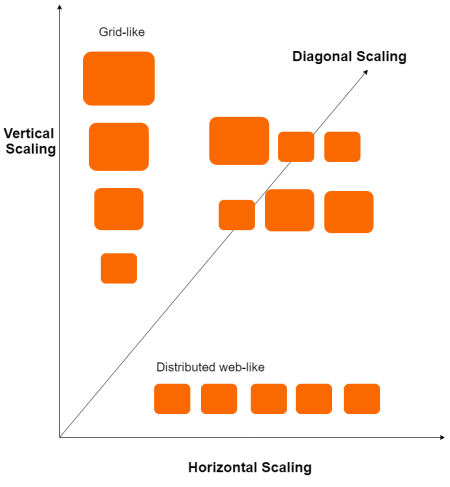 Grid-like
Diagonal Scaling
Vertical
Scaling
Distributed web-like
Horizontal Scaling